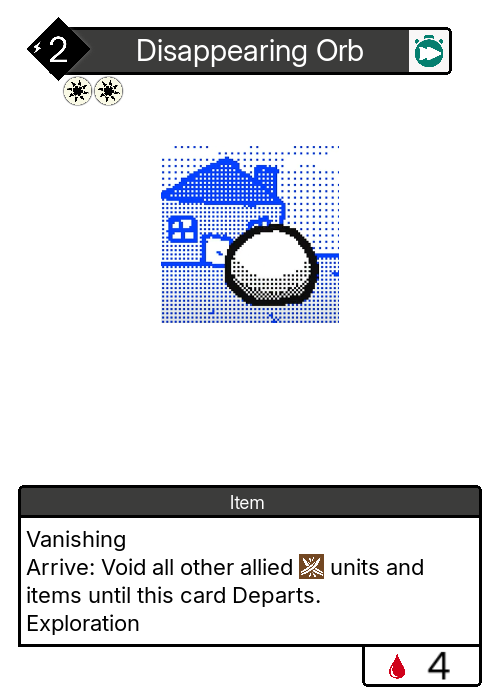 2
Disappearing Orb
Item
Vanishing
Arrive: Void all other allied units and
items until this card Departs.
Exploration
4